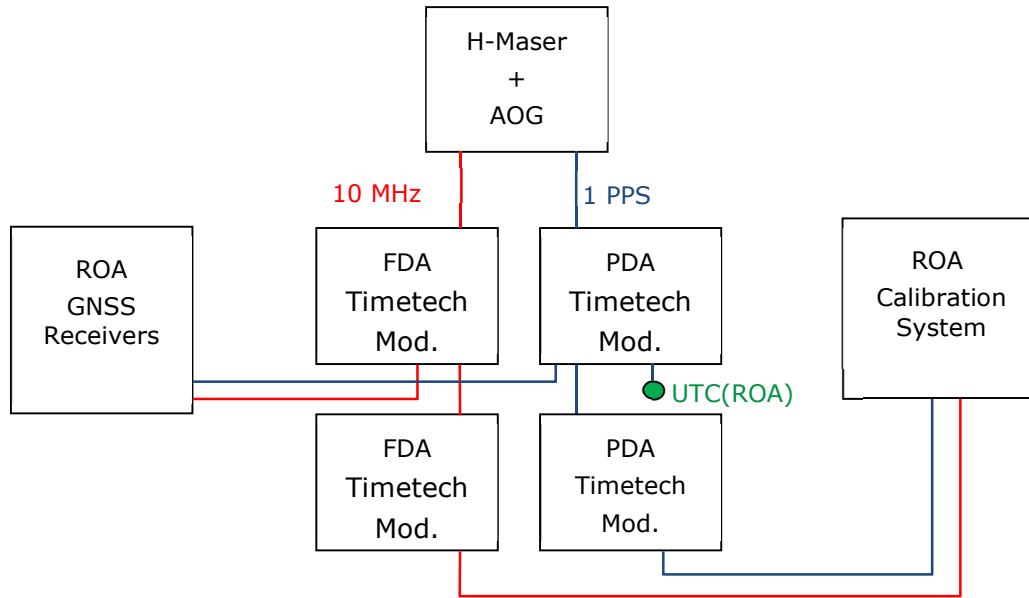 H-Maser
+
AOG
10 MHz
1 PPS
ROA
GNSS
Receivers
FDA
Timetech
Mod.
PDA
Timetech
Mod.
ROA
Calibration
System
UTC(ROA)
FDA
Timetech
Mod.
PDA
Timetech
Mod.